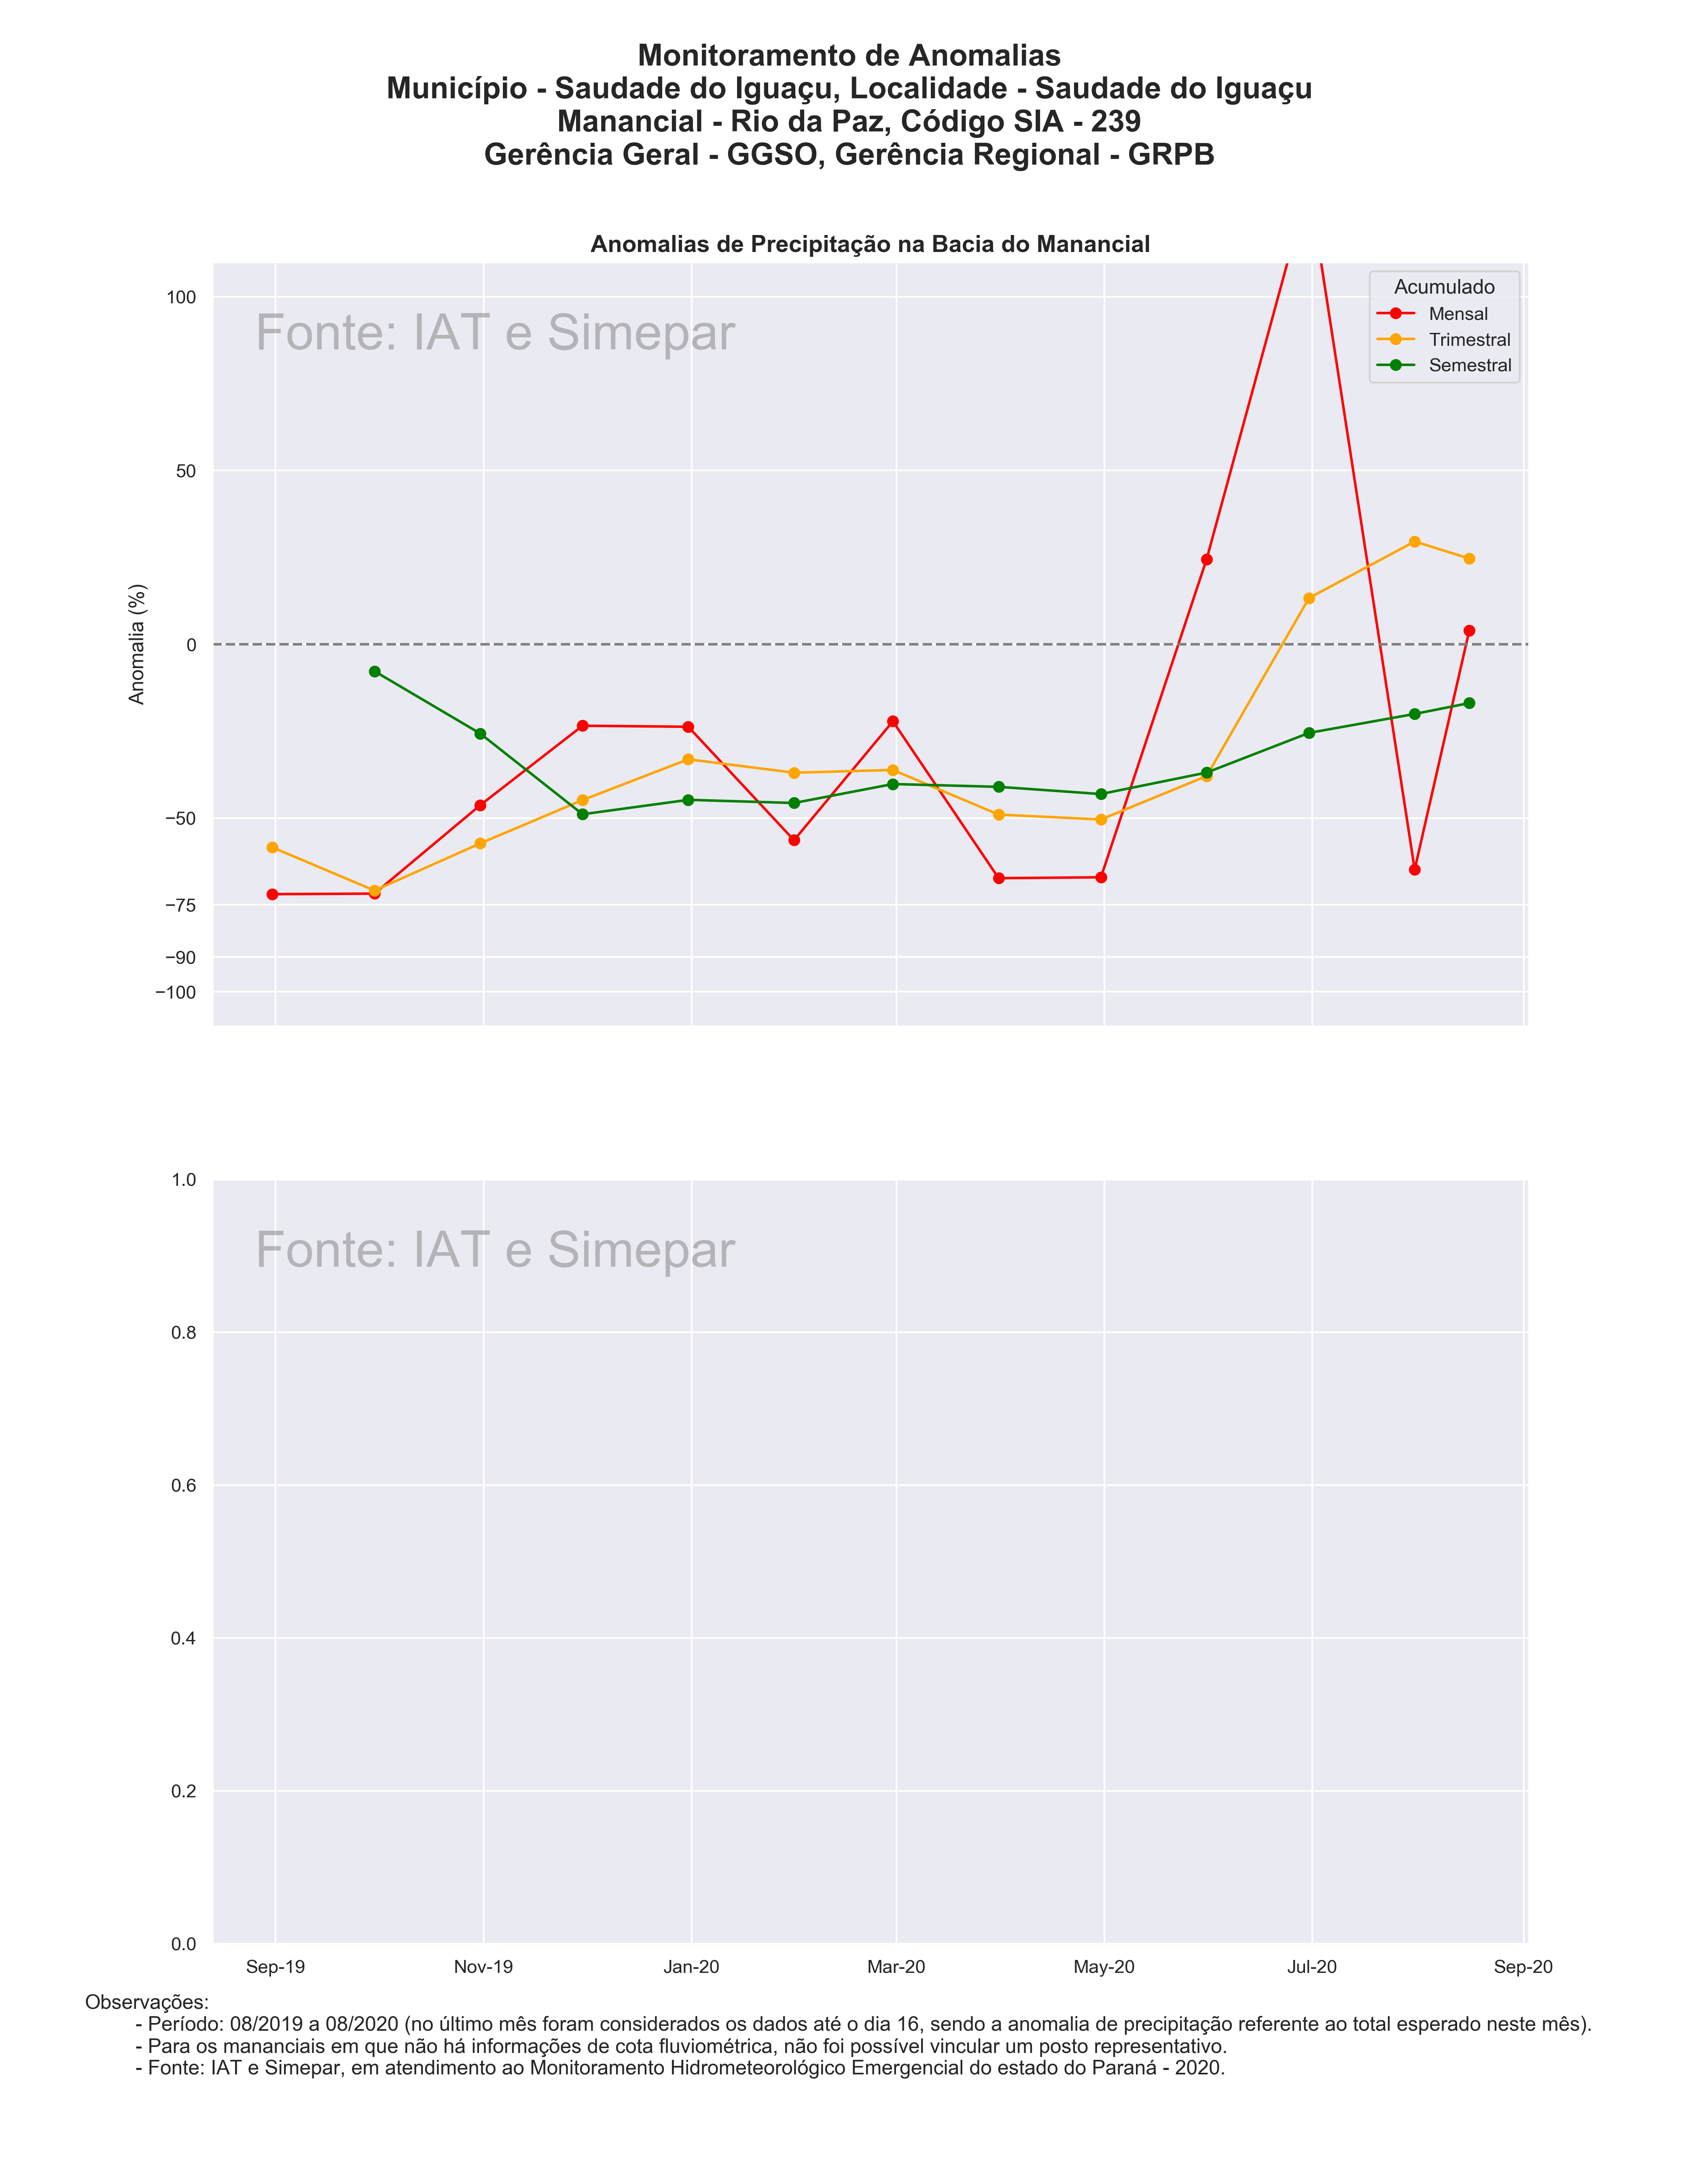 Monitoramento de Anomalias
Município - Saudade do Iguaçu, Localidade - Saudade do Iguaçu
Manancial - Rio da Paz, Código SIA - 239
Gerência Geral - GGSO, Gerência Regional - GRPB
Anomalias de Precipitação na Bacia do Manancial
Fonte: IAT e Simepar
Acumulado
Mensal
Trimestral
Semestral
Anomalia (%)
100
50
0
−50
−75
−90
−100
Fonte: IAT e Simepar
1.0
0.8
0.6
0.4
0.2
0.0
Sep-19 Nov-19 Jan-20 Mar-20 May-20 Jul-20 Sep-20
Observações:
- Período: 08/2019 a 08/2020 (no último mês foram considerados os dados até o dia 16, sendo a anomalia de precipitação referente ao total esperado neste mês).
- Para os mananciais em que não há informações de cota fluviométrica, não foi possível vincular um posto representativo.
- Fonte: IAT e Simepar, em atendimento ao Monitoramento Hidrometeorológico Emergencial do estado do Paraná - 2020.